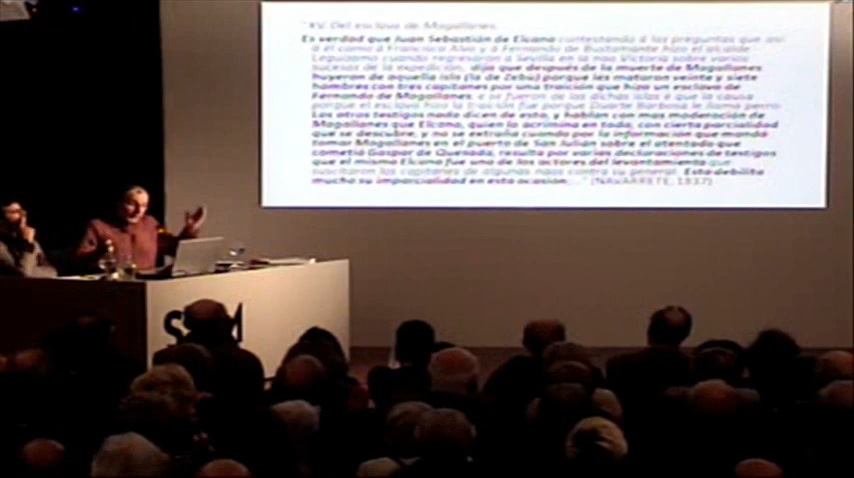 "XV. Del esclavo de Magallanes.
Es verdad que Juan Sebastián de Elcano contestando á las preguntas que así
á él como á Francisco Alvo y á Fernando de Bustamante hizo el alcalde
Leguizamo cuando regresaron á Sevilla en la nao Victoria sobre varios
sucesos de la expedición, dijo que después de la muerte de Magallanes
huyeron de aquella isla (la de Zebú) porque les mataron veinte y siete
hombres con tres capitanes por una traición que hizo un esclavo de
Fernando de Magallanes é se fueron de las dichas islas é que la causa
porque el esclavo hizo la traición fue porque Duarte Barbosa le llamó perro.
Los otros testigos nada dicen de esto, y hablan con mas moderación de
Magallanes que Elcano, quien lo acrimina en todo, con cierta parcialidad
que se descubre, y no se extraña cuando por la información que mandó
tomar Magallanes en el puerto de San Julián sobre el atentado que
cometió Gaspar de Quesada, resulta por varias declaraciones de testigos
que el mismo Elcano fue uno de los actores del levantamiento que
suscitaron los capitanes de algunas naos contra su general. Esto debilita
mucho su imparcialidad en esta ocasión;..." (NAVARRETE, 1837)